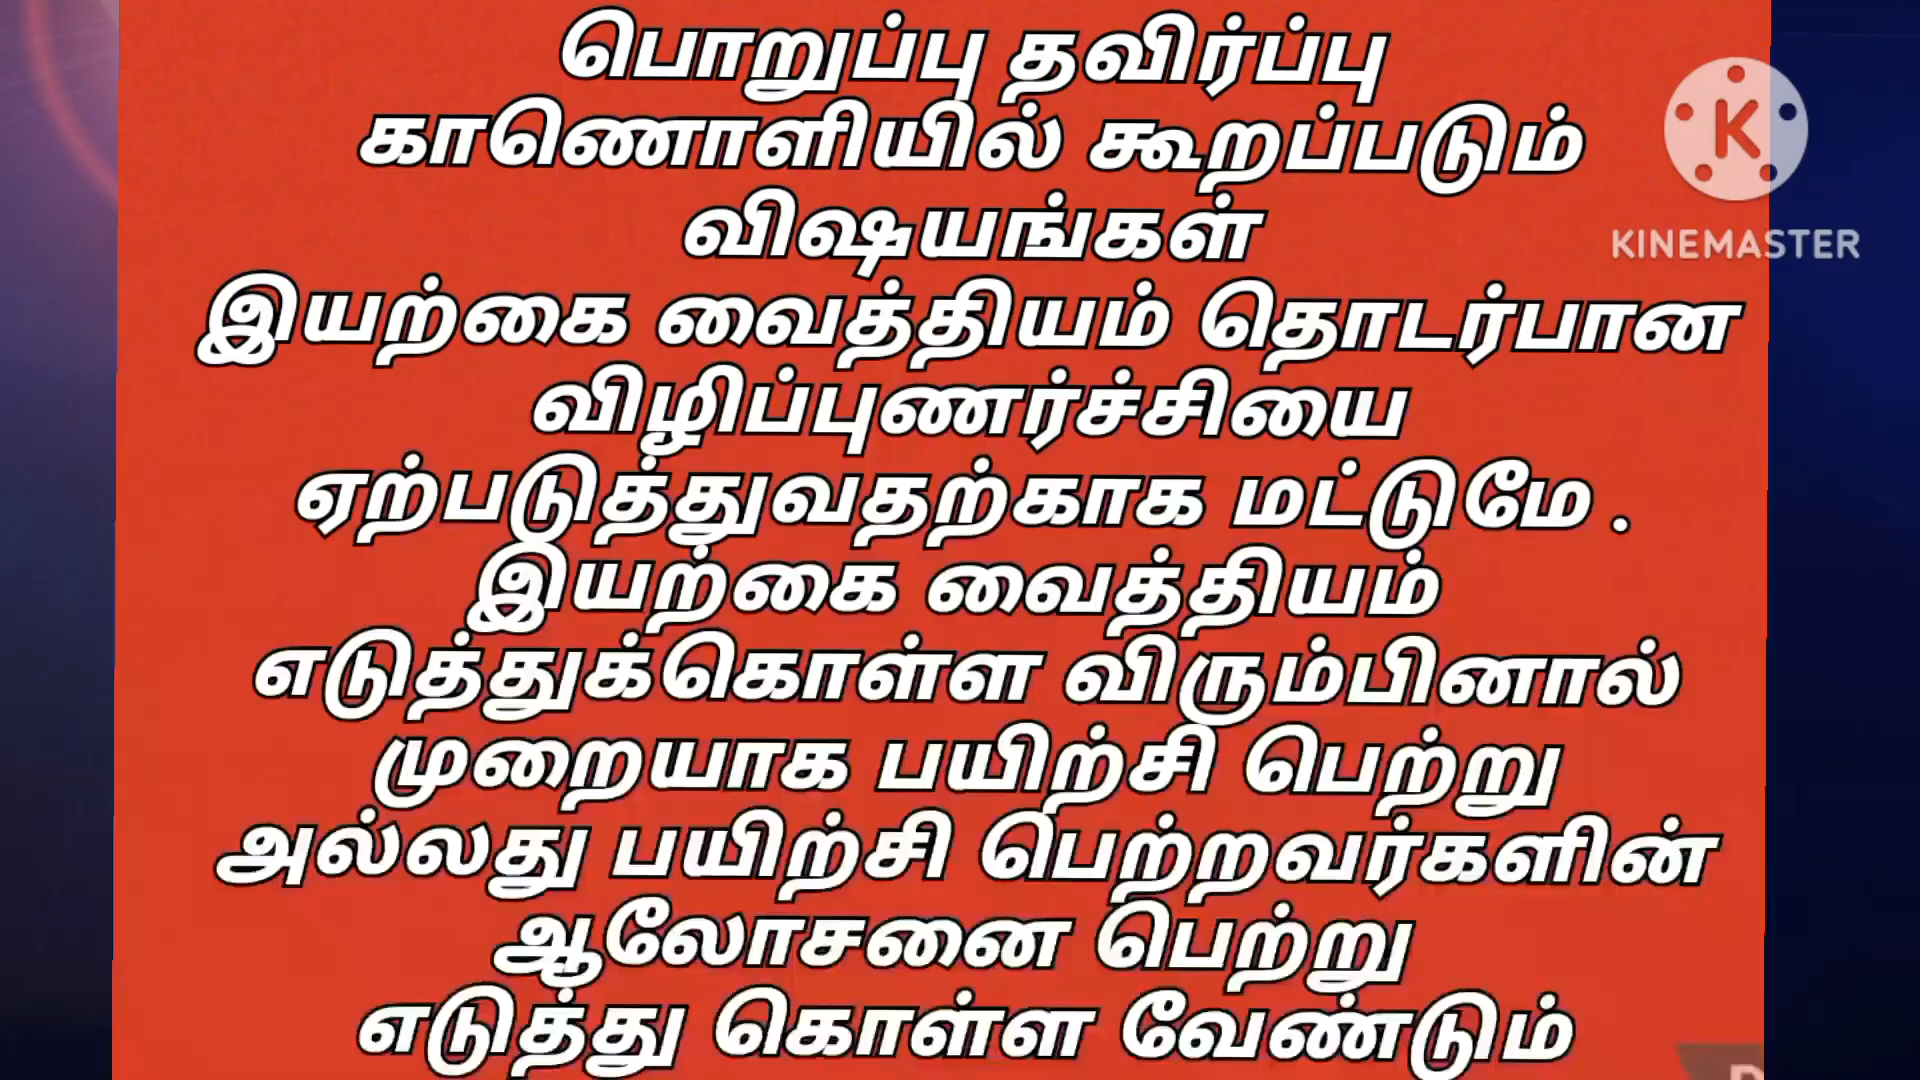 பொறுப்பு தவிர்ப்பு
காணொளியில் கூறப்படும்
விஷயங்கள்
இயற்கை வைத்தியம் தொடர்பான
விழிப்புணர்ச்சியை
ஏற்படுத்துவதற்காக மட்டுமே .
இயற்கை வைத்தியம்
எடுத்துக்கொள்ள விரும்பினால்
முறையாக பயிற்சி பெற்று
அல்லது பயிற்சி பெற்றவர்களின்
ஆலோசனை பெற்று
எடுத்து கொள்ள வேண்டும்
K
KINEMASTER